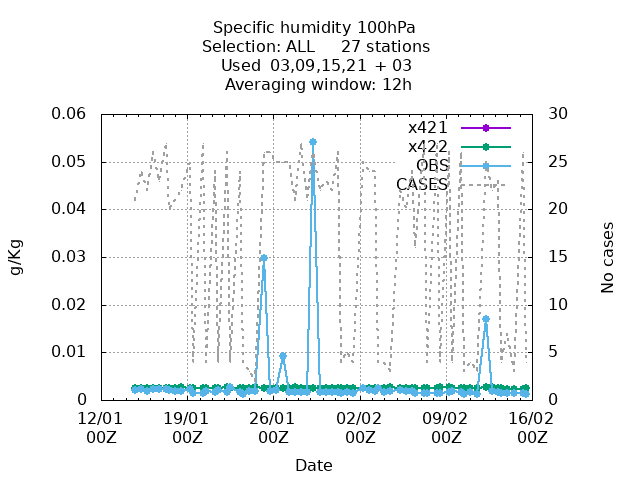 Specific humidity 100hPa
Selection: ALL 27 stations
Used 03,09,15,21 + 03
Averaging window: 12h
0.06
0.05
0.04
0.03
0.02
0.01
0
30
25
20
15
10
5
0
x421
x422
OBS
CASES
g/Kg
No cases
12/01 19/01 26/01 02/02 09/02 16/02
00Z 00Z 00Z 00Z 00Z 00Z
Date